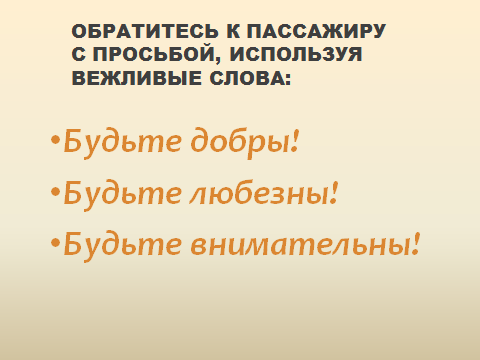 ОБРАТИТЕСЬ К ПАССАЖИРУ
С ПРОСЬБОЙ, ИСПОЛЬЗУЯ
ВЕЖЛИВЫЕ СЛОВА:
•Будьте добры!
•Будьте любезны!
•Будьте внимательны!